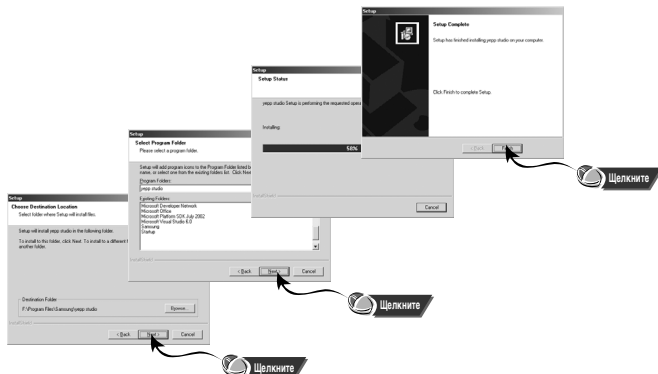 Setup
Choose Destination Location
Select folder where Setup will install files.
Setup will install yepp studio in the following folder.
To install to this folder, click Next. To install to a different f
another folder.
Destination Folder
F:\Program Files\Samsung\yepp studio
Browse...
InstallShield
< Back
Next >
Cancel
Щелкните
Setup
Select Program Folder
Please select a program folder.
Setup will add program icons to the Program Folder listed b
name, or select one from the existing folders list. Click Nex
Program Folders:
yepp studio
Existing Folders:
Microsoft Developer Network
Microsoft Office
Microsoft Platform SDK July 2002
Microsoft Visual Studio 6.0
Samsung
Startup
InstallShield
< Back
Next >
Cancel
Щелкните
Setup
Setup Status
yepp studio Setup is performing the requested opera
Installing
58%
InstallShield
Cancel
Setup
Setup Complete
Setup has finished installing yepp studio on your computer.
Click Finish to complete Setup.
< Back
Щелкните